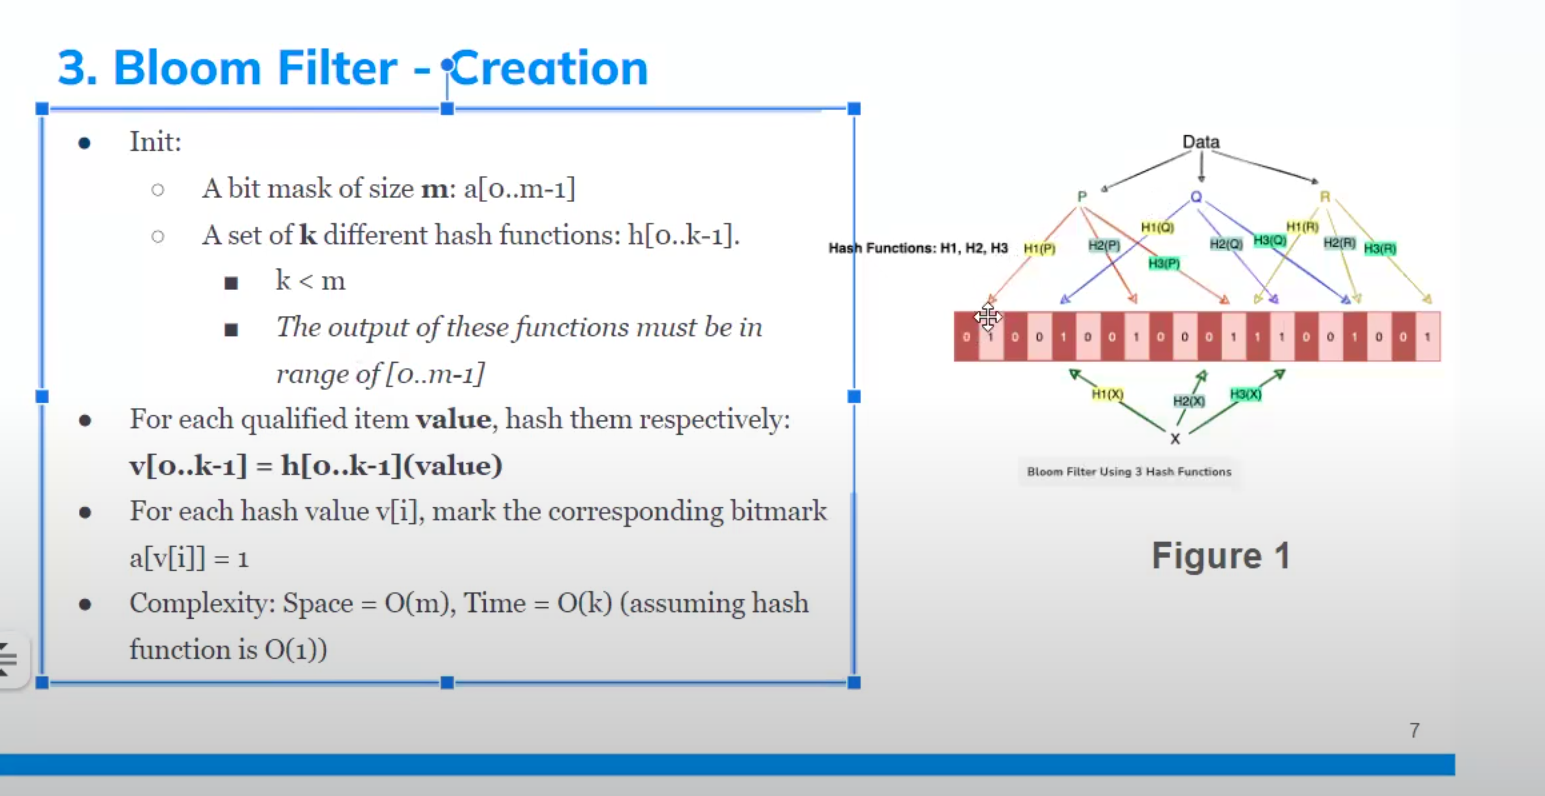 3. Bloom Filter - Creation
● Init:
○ A bit mask of size m: a[0..m-1]
○ A set of k different hash functions: h[0..k-1].
■ k < m
■ The output of these functions must be in
range of [0..m-1]
● For each qualified item value, hash them respectively:
v[0..k-1] = h[0..k-1](value)
● For each hash value v[i], mark the corresponding bitmark
a[v[i]] = 1
● Complexity: Space = O(m), Time = O(k) (assuming hash
function is O(1))
Data
P Q R
Hash Functions: H1, H2, H3
H1(P) H2(P) H3(P) H1(Q) H2(Q) H3(Q) H1(R) H2(R) H3(R)
0 1 0 0 1 0 0 1 0 0 0 1 1 1 0 0 1 0 0 1
H1(X) H2(X) H3(X)
X
Bloom Filter Using 3 Hash Functions
Figure 1
7